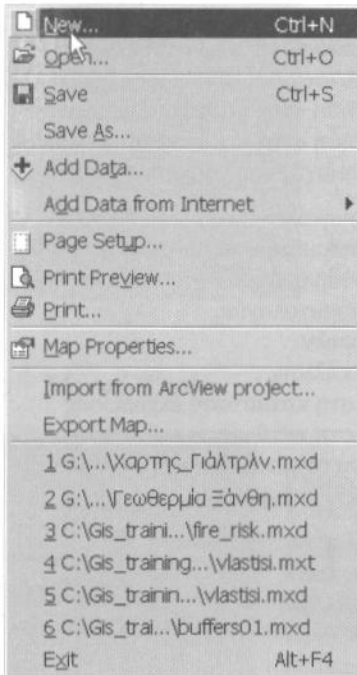 New... Ctrl+N
Open... Ctrl+O
Save Ctrl+S
Save As...
Add Data...
Add Data from Internet
Page Setup...
Print Preview...
Print...
Map Properties...
Import from ArcView project...
Export Map...
1 G:\...\Χαρτης_Γιάλτρλν.mxd
2 G:\...\Γεωθερμία Ξάνθη.mxd
3 C:\Gis_traini...\fire_risk.mxd
4 C:\Gis_training...\vlastisi.mxt
5 C:\Gis_trainin...\vlastisi.mxd
6 C:\Gis_trai...\buffers01.mxd
Exit Alt+F4